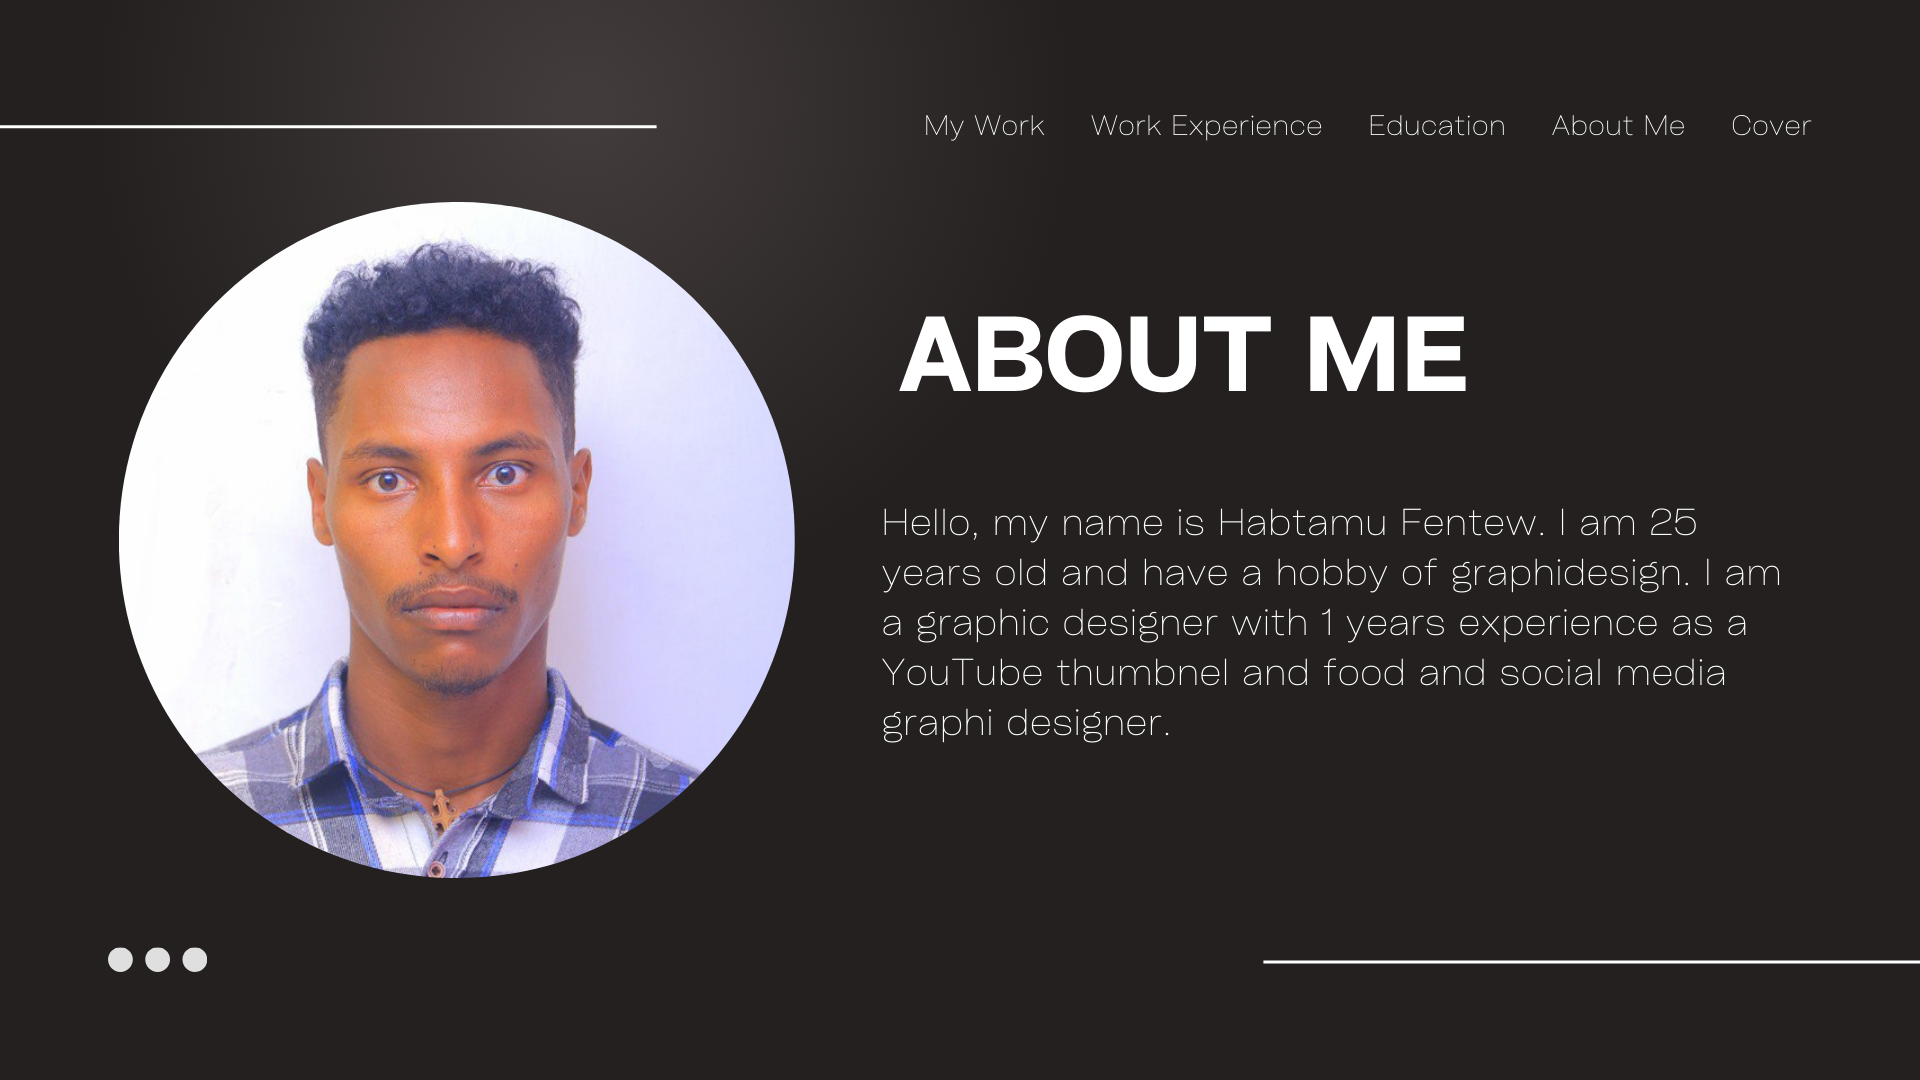 My Work Work Experience Education About Me Cover
ABOUT ME
Hello, my name is Habtamu Fentew. I am 25
years old and have a hobby of graphidesign. I am
a graphic designer with 1 years experience as a
YouTube thumbnel and food and social media
graphi designer.